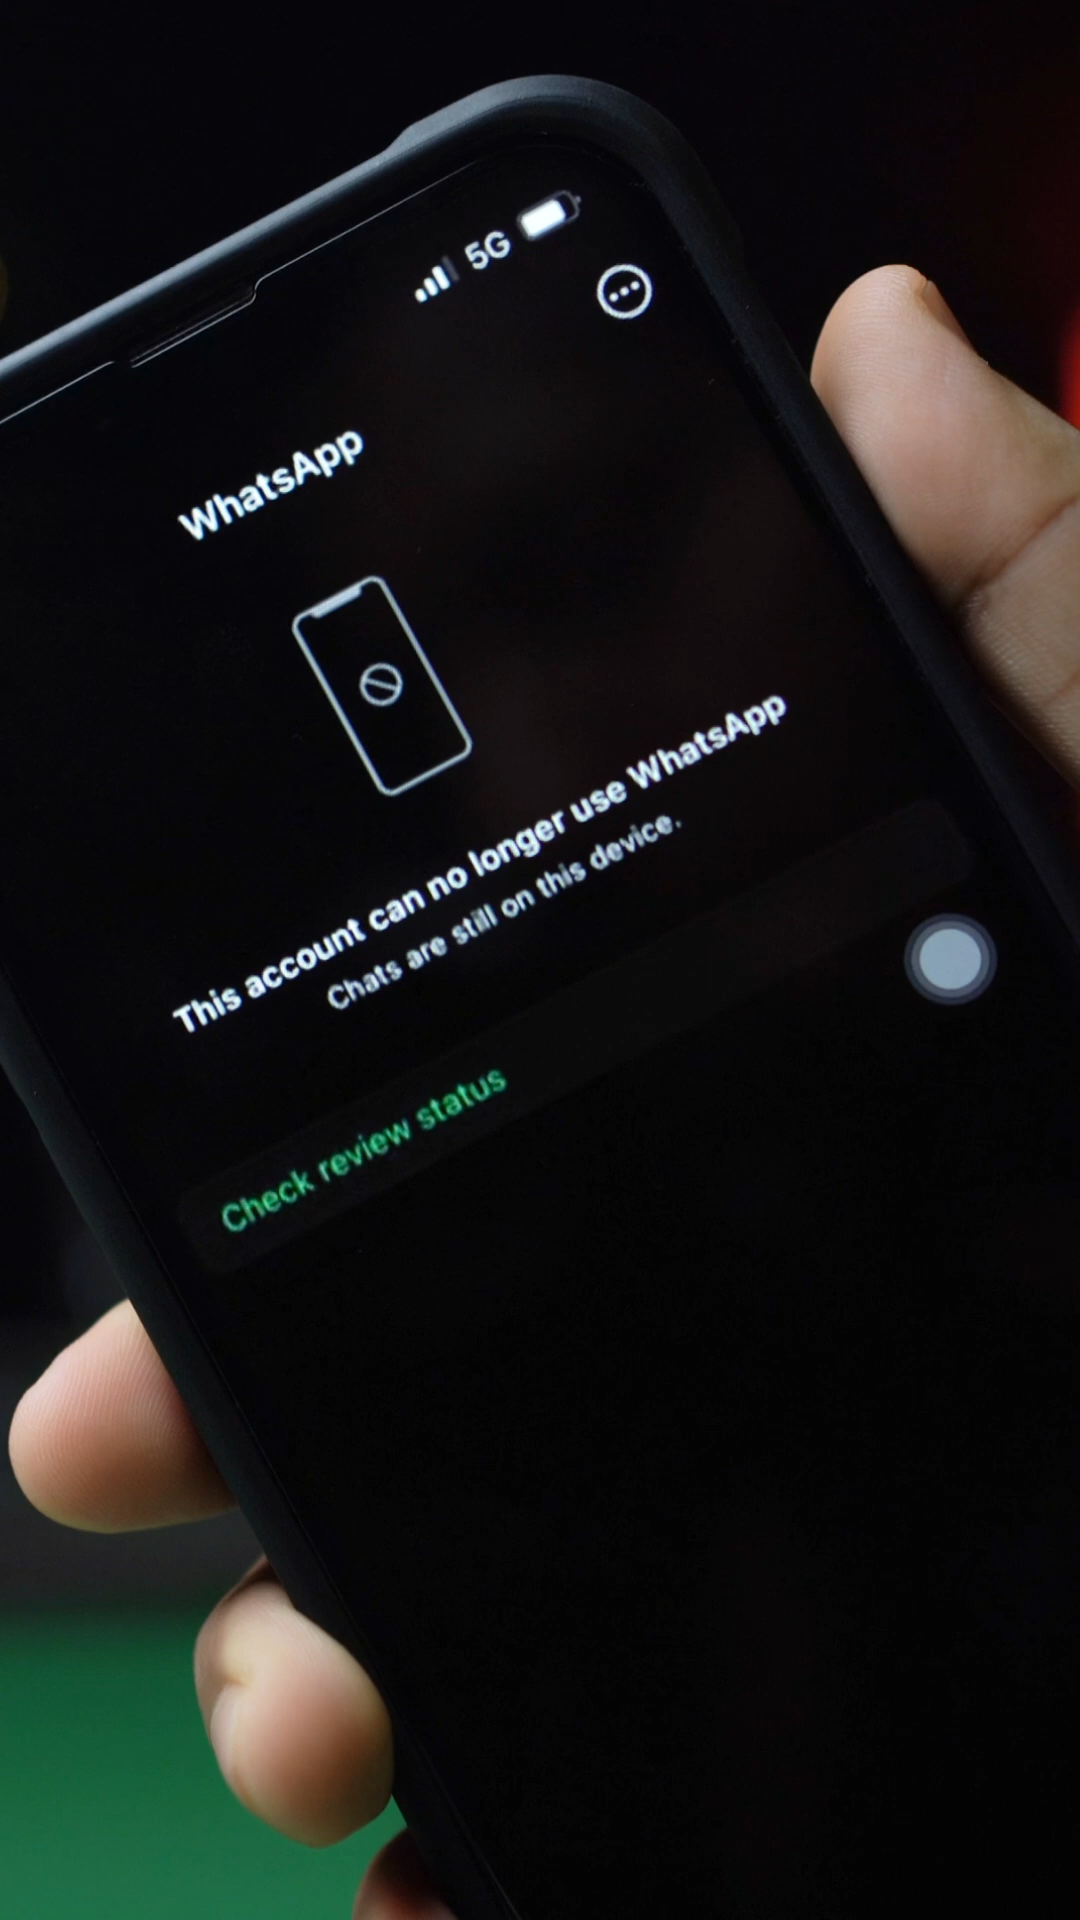 5G
WhatsApp
This account can no longer use WhatsApp
Chats are still on this device.
Check review status